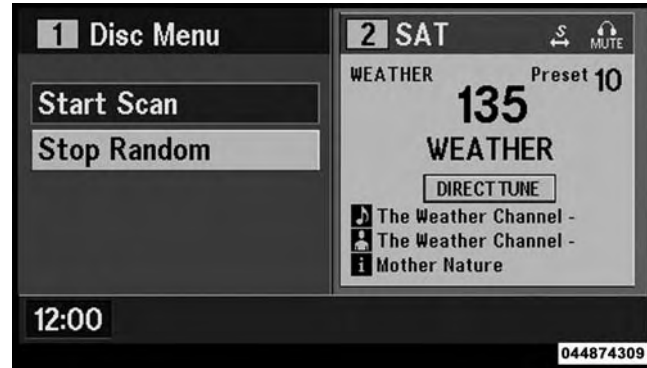 1 Disc Menu
Start Scan
Stop Random
2 SAT S MUTE
WEATHER Preset 10
135
WEATHER
DIRECT TUNE
The Weather Channel -
The Weather Channel -
i Mother Nature
12:00
044874309